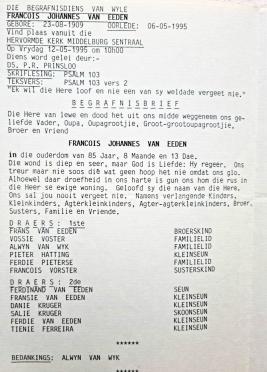 DIE BEGRAFNISDIENS VAN WYLE
FRANCOIS JOHANNES VAN EEDEN
GEBORE: 23-08-1909 OORLEDE: 06-05-1995
Vind plaas vanuit die
HERVORMDE KERK MIDDELBURG SENTRAAL
Op Vrydag 12-05-1995 om 10h00
Diens word gelei deur:-
DS. P.R. PRINSLOO
SKRIFLESING: PSALM 103
TEKSVERS: PSALM 103 vers 2
"Ek wil die Here loof en nie een van sy weldade vergeet nie."
B E G R A F N I S B R I E F
Die Here van lewe en dood het uit ons midde weggeneem ons ge-
liefde Vader, Oupa, Oupagrootjie, Groot-grootoupagrootjie,
Broer en Vriend
FRANCOIS JOHANNES VAN EEDEN
in die ouderdom van 85 Jaar, 8 Maande en 13 Dae.
Die wond is diep en seer, maar God is Liefde: Hy regeer, Ons
treur maar nie soos dié wat geen hoop het nie omdat ons glo.
Alhoewel daar droefheid in ons harte is gun ons hom die rus in
die Heer se ewige woning. Geloofd sy die naam van die Here.
Ons sal jou nooit vergeet nie. Namens verlangende Kinders,
Kleinkinders, Agterkleinkinders, Agter-agterkleinkinders, Broer,
Susters, Familie en Vriende.
D R A E R S : 1ste
FRANS VAN EEDEN BROERSKIND
VOSSIE VOSTER FAMILIELID
ALWYN VAN WYK FAMILIELID
PIETER HATTING KLEINSEUN
FERDIE PIETERSE FAMILIELID
FRANCOIS VORSTER SUSTERSKIND
D R A E R S : 2de
FERDINAND VAN EEDEN SEUN
FRANSIE VAN EEDEN KLEINSEUN
DANIE KRUGER KLEINSEUN
SALIE KRUGER SKOONSEUN
FERDIE VAN EEDEN KLEINSEUN
TIENIE FERREIRA KLEINSEUN
******
BEDANKINGS: ALWYN VAN WYK
******